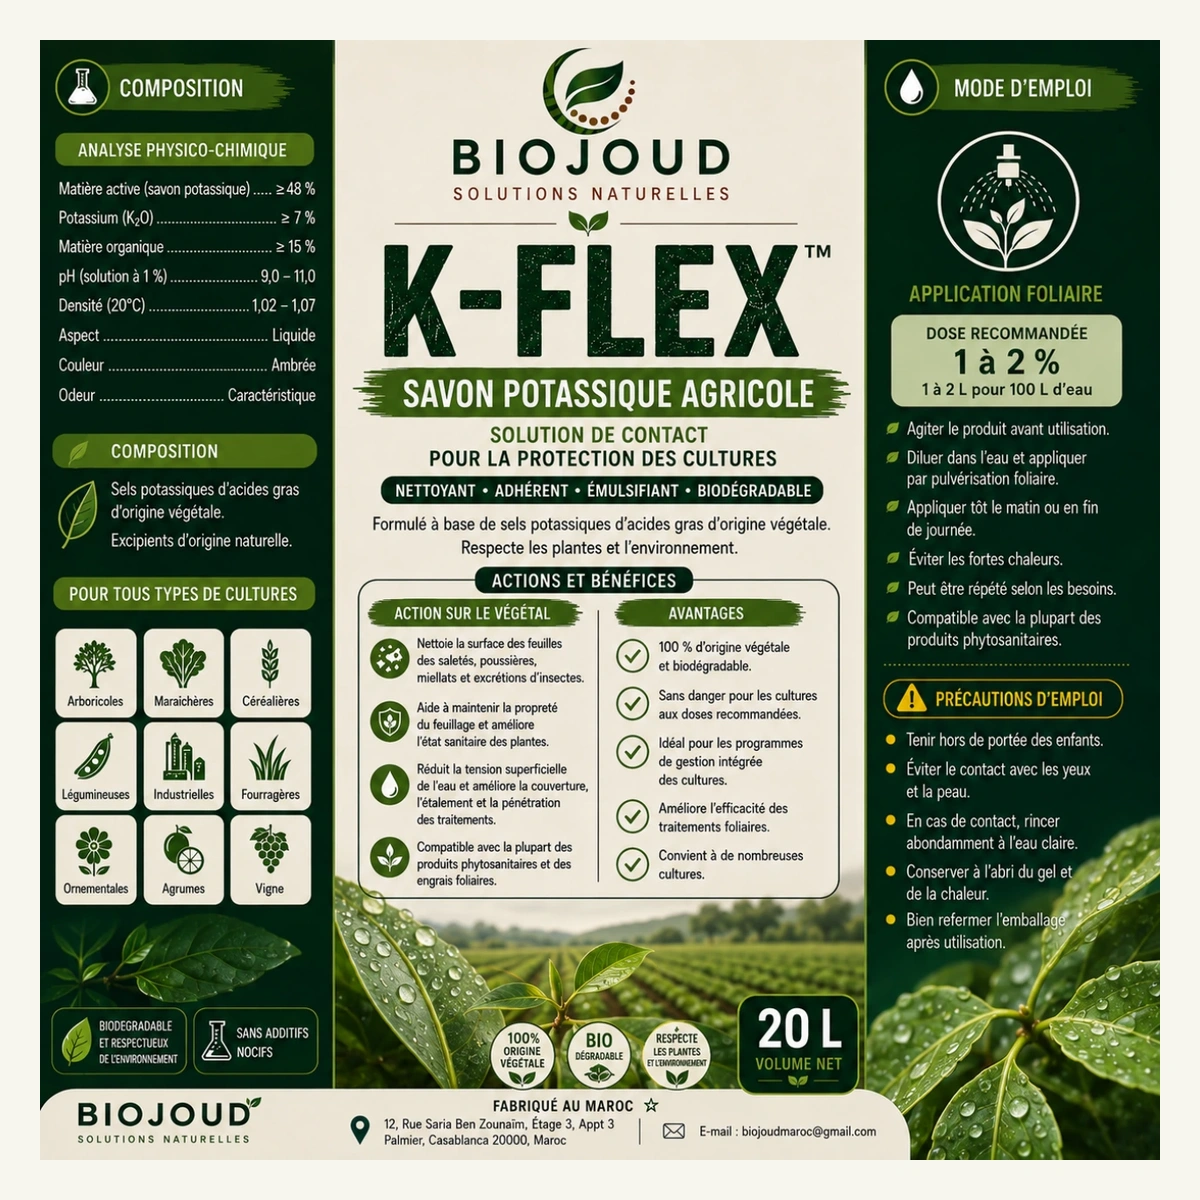 COMPOSITION
ANALYSE PHYSICO-CHIMIQUE
Matière active (savon potassique) ..... ≥ 48 %
Potassium (K₂O) ............................... ≥ 7 %
Matière organique ........................... ≥ 15 %
pH (solution à 1 %) ...................... 9,0 – 11,0
Densité (20°C) .......................... 1,02 – 1,07
Aspect .......................................... Liquide
Couleur ......................................... Ambrée
Odeur ............................... Caractéristique
COMPOSITION
Sels potassiques d'acides gras
d'origine végétale.
Excipients d'origine naturelle.
POUR TOUS TYPES DE CULTURES
Arboricoles
Maraichères
Céréalières
Légumineuses
Industrielles
Fourragères
Ornementales
Agrumes
Vigne
BIODEGRADABLE
ET RESPECTUEUX
DE L'ENVIRONNEMENT
SANS ADDITIFS
NOCIFS
BIOJOUD
SOLUTIONS NATURELLES
K-FLEX™
SAVON POTASSIQUE AGRICOLE
SOLUTION DE CONTACT
POUR LA PROTECTION DES CULTURES
NETTOYANT • ADHÉRENT • ÉMULSIFIANT • BIODÉGRADABLE
Formulé à base de sels potassiques d'acides gras d'origine végétale.
Respecte les plantes et l'environnement.
ACTIONS ET BÉNÉFICES
ACTION SUR LE VÉGÉTAL
Nettoie la surface des feuilles
des saletés, poussières,
miellats et excrétions d'insectes.
Aide à maintenir la propreté
du feuillage et améliore
l'état sanitaire des plantes.
Réduit la tension superficielle
de l'eau et améliore la couverture,
l'étalement et la pénétration
des traitements.
Compatible avec la plupart des
produits phytosanitaires et des
engrais foliaires.
AVANTAGES
100 % d'origine végétale
et biodégradable.
Sans danger pour les cultures
aux doses recommandées.
Idéal pour les programmes
de gestion intégrée
des cultures.
Améliore l'efficacité des
traitements foliaires.
Convient à de nombreuses
cultures.
100%
ORIGINE
VÉGÉTALE
BIO
DÉGRADABLE
RESPÈCTE
LES PLANTES
ET L'ENVIRONNEMENT
20 L
VOLUME NET
MODE D'EMPLOI
APPLICATION FOLIAIRE
DOSE RECOMMANDÉE
1 à 2 %
1 à 2 L pour 100 L d'eau
Agiter le produit avant utilisation.
Diluer dans l'eau et appliquer
par pulvérisation foliaire.
Appliquer tôt le matin ou en fin
de journée.
Éviter les fortes chaleurs.
Peut être répété selon les besoins.
Compatible avec la plupart des
produits phytosanitaires.
PRÉCAUTIONS D'EMPLOI
Tenir hors de portée des enfants.
Éviter le contact avec les yeux
et la peau.
En cas de contact, rincer
abondamment à l'eau claire.
Conserver à l'abri du gel et
de la chaleur.
Bien refermer l'emballage
après utilisation.
BIOJOUD
SOLUTIONS NATURELLES
FABRIQUÉ AU MAROC
12, Rue Saria Ben Zounaïm, Étage 3, Appt 3
Palmier, Casablanca 20000, Maroc
E-mail : biojoudmaroc@gmail.com